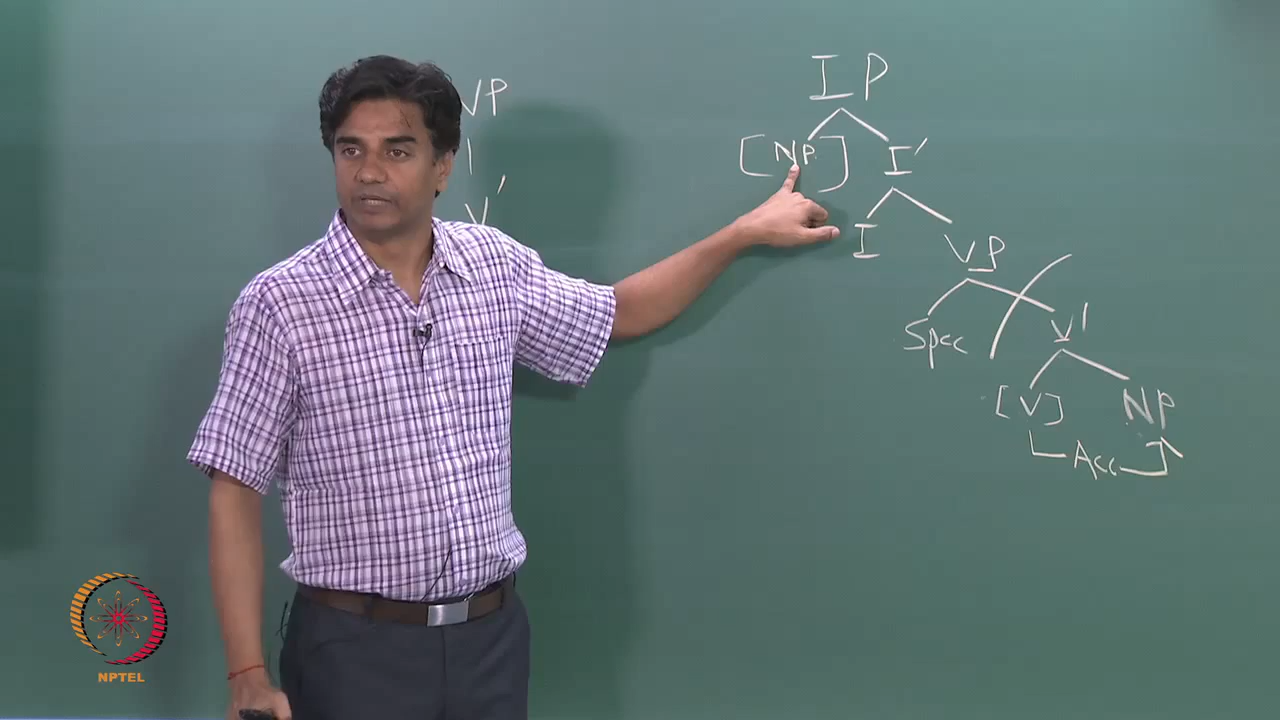 VP
V'
IP
[NP] I'
I VP
Spec V'
[V] NP
Acc
NPTEL